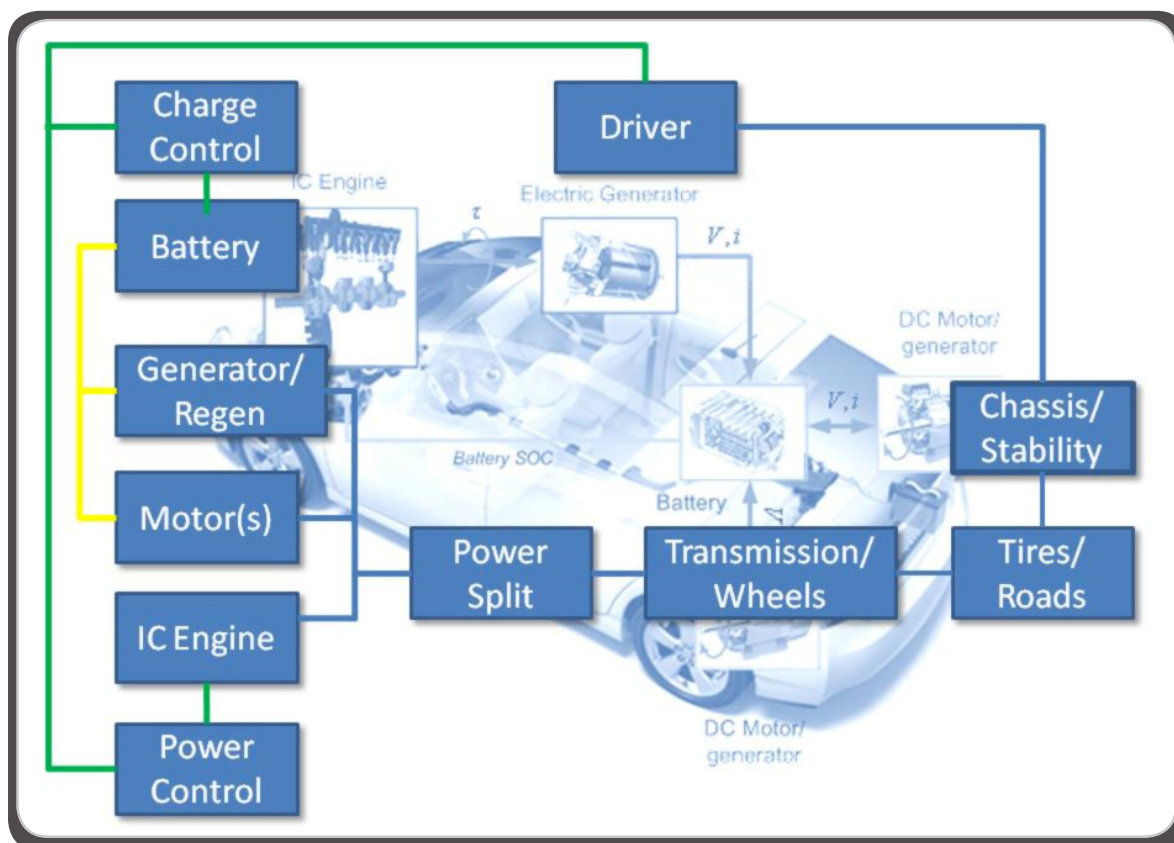 Charge
Control
Driver
IC Engine
τ
Electric Generator
V,i
Battery
DC Motor/
generator
Generator/
Regen
V,i
Chassis/
Stability
Battery SOC
Motor(s)
Battery
Power
Split
Transmission/
Wheels
Tires/
Roads
IC Engine
DC Motor/
generator
Power
Control